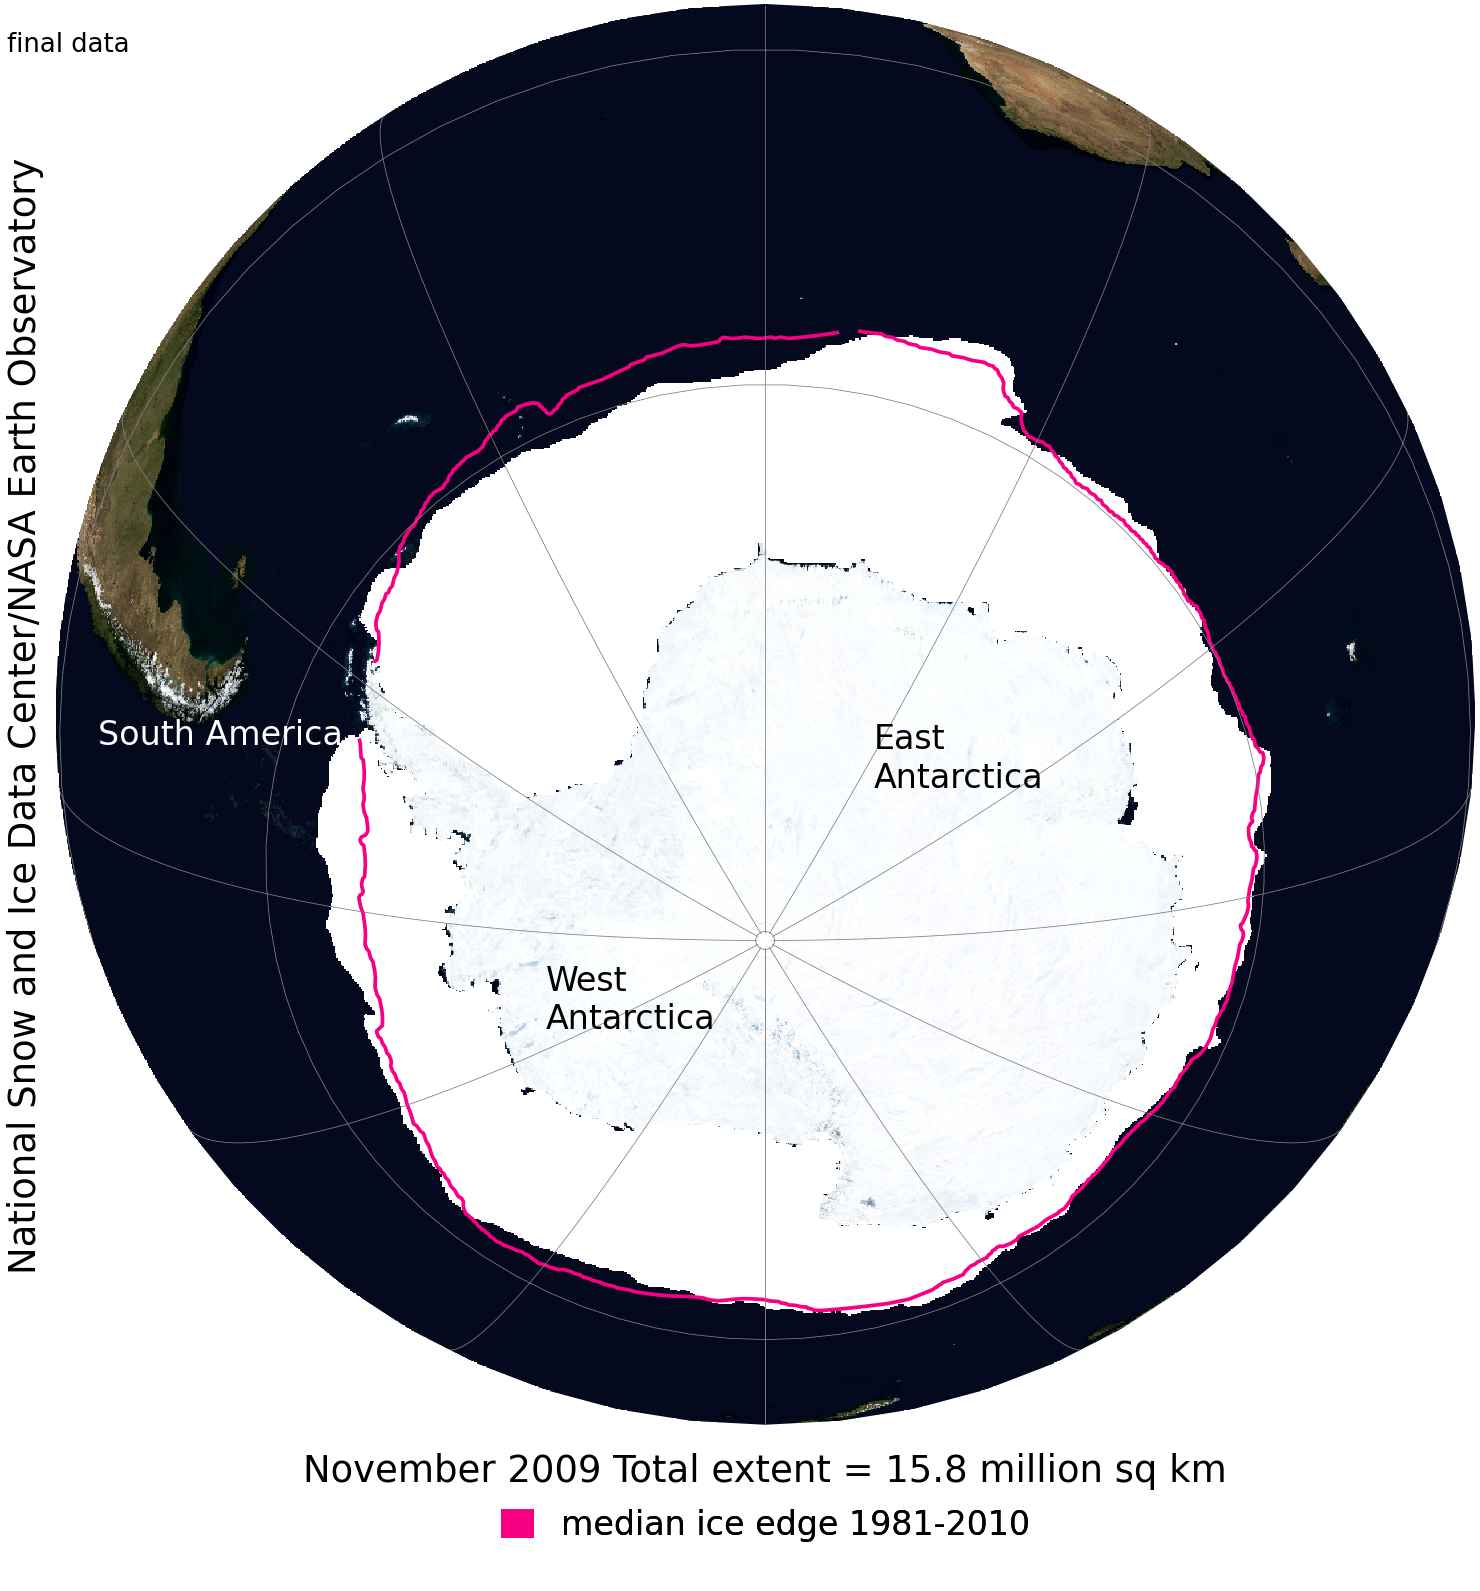 final data
National Snow and Ice Data Center/NASA Earth Observatory
South America
East
Antarctica
West
Antarctica
November 2009 Total extent = 15.8 million sq km
median ice edge 1981-2010